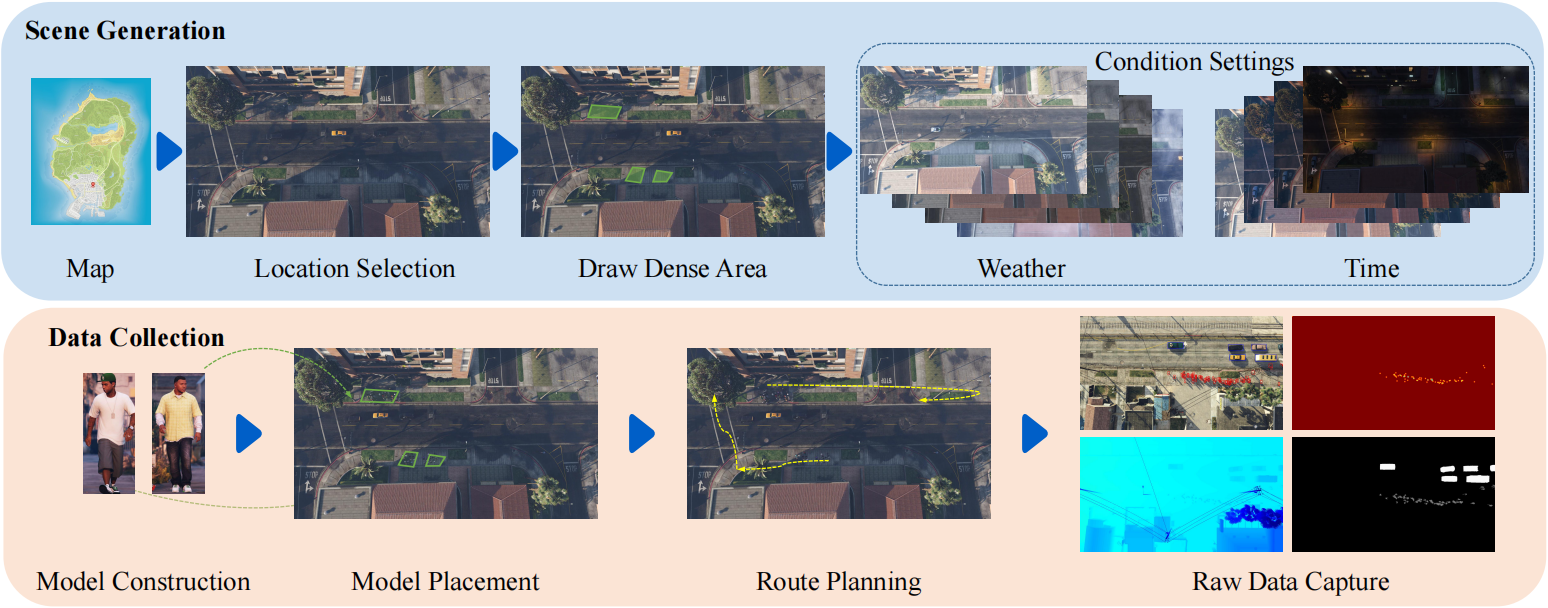 Scene Generation
Condition Settings
Map
Location Selection
Draw Dense Area
Weather
Time
Data Collection
Model Construction
Model Placement
Route Planning
Raw Data Capture